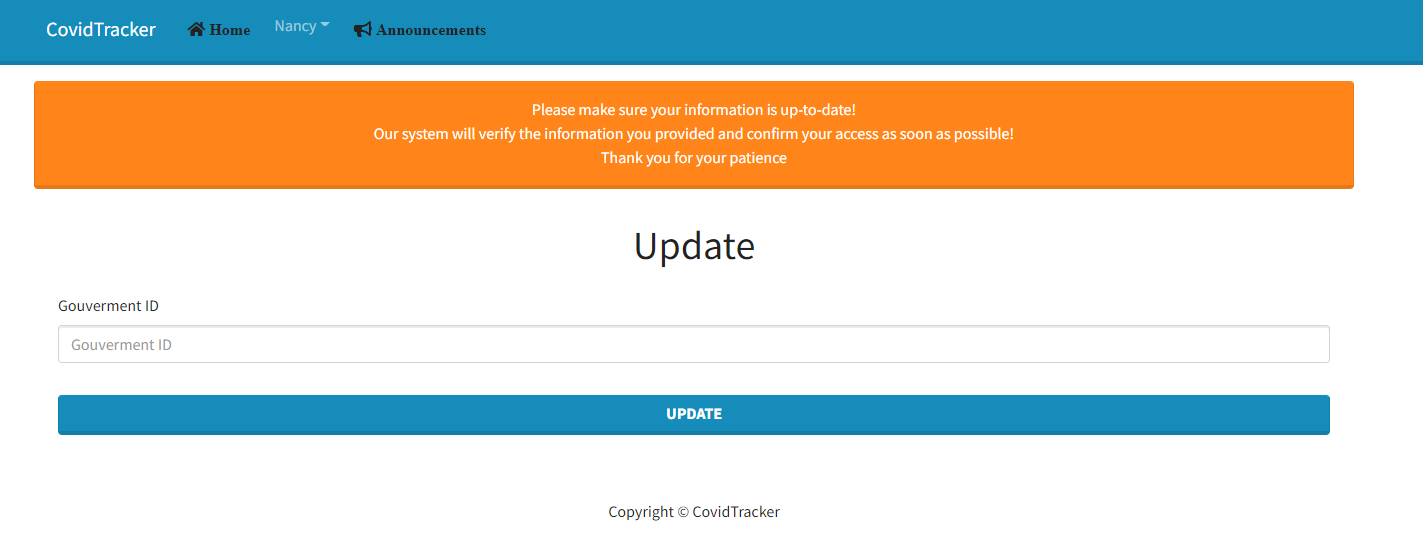 CovidTracker Home Nancy Announcements
Please make sure your information is up-to-date!
Our system will verify the information you provided and confirm your access as soon as possible!
Thank you for your patience
Update
Gouverment ID
Gouverment ID
UPDATE
Copyright © CovidTracker